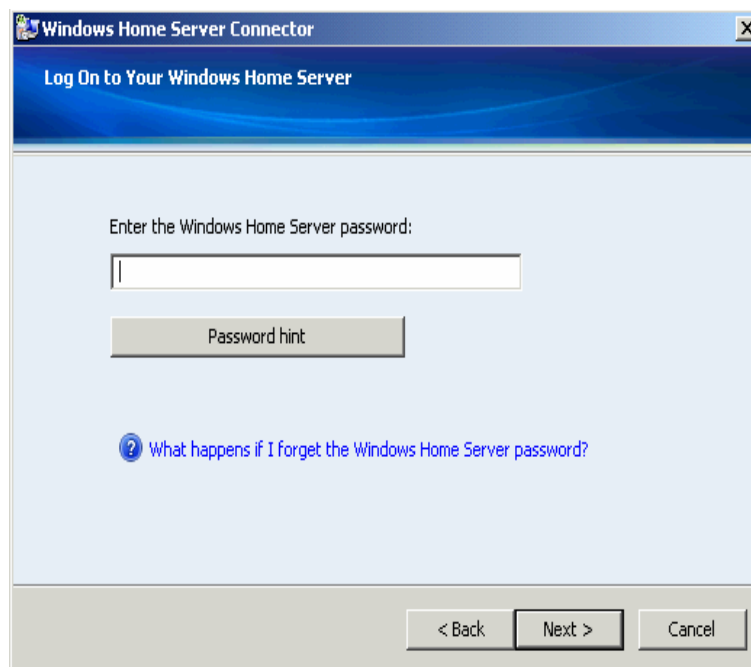 Windows Home Server Connector
Log On to Your Windows Home Server
Enter the Windows Home Server password:
Password hint
What happens if I forget the Windows Home Server password?
< Back Next > Cancel